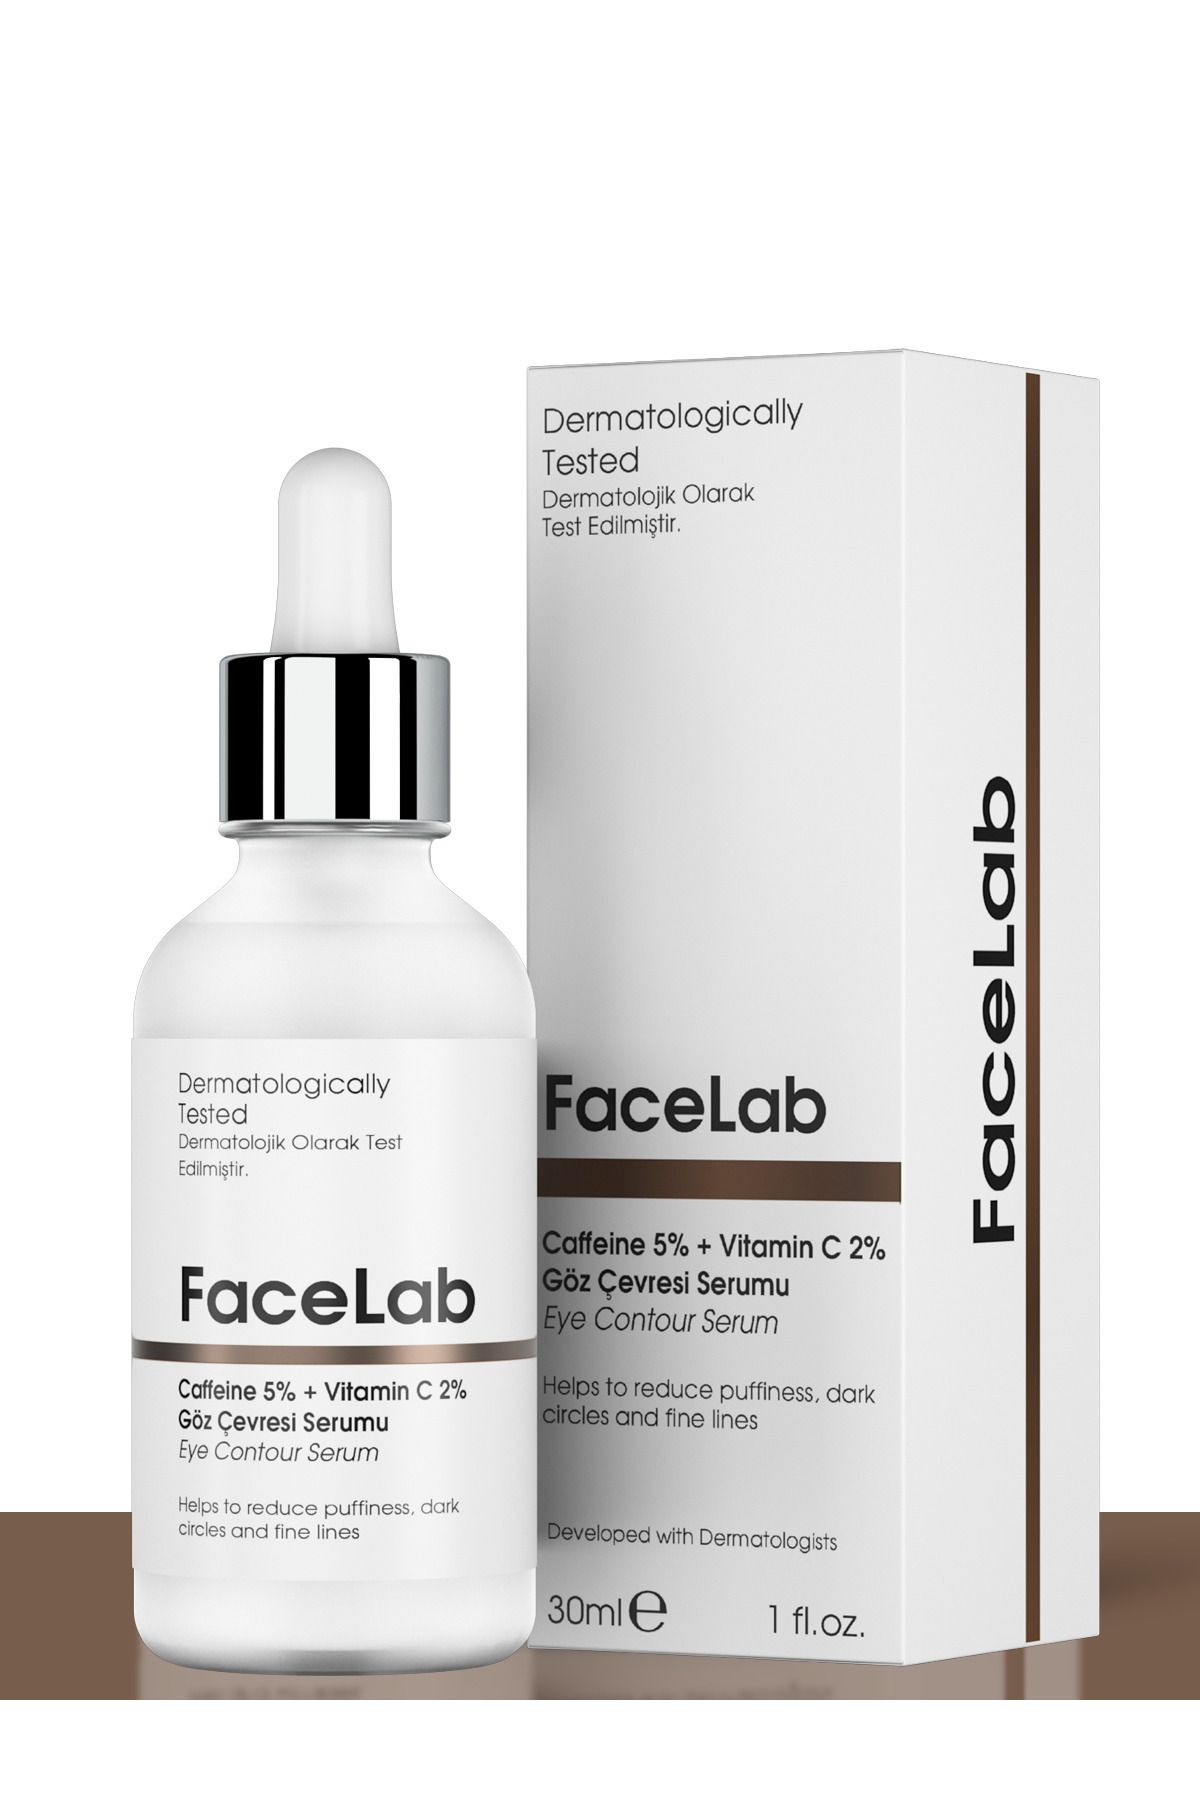 Dermatologically
Tested
Dermatolojik Olarak
Test Edilmiştir.
FaceLab
Caffeine 5% + Vitamin C 2%
Göz Çevresi Serumu
Eye Contour Serum
Helps to reduce puffiness, dark
circles and fine lines
Developed with Dermatologists
30ml℮ 1 fl.oz.
FaceLab
Dermatologically
Tested
Dermatolojik Olarak Test
Edilmiştir.
FaceLab
Caffeine 5% + Vitamin C 2%
Göz Çevresi Serumu
Eye Contour Serum
Helps to reduce puffiness, dark
circles and fine lines